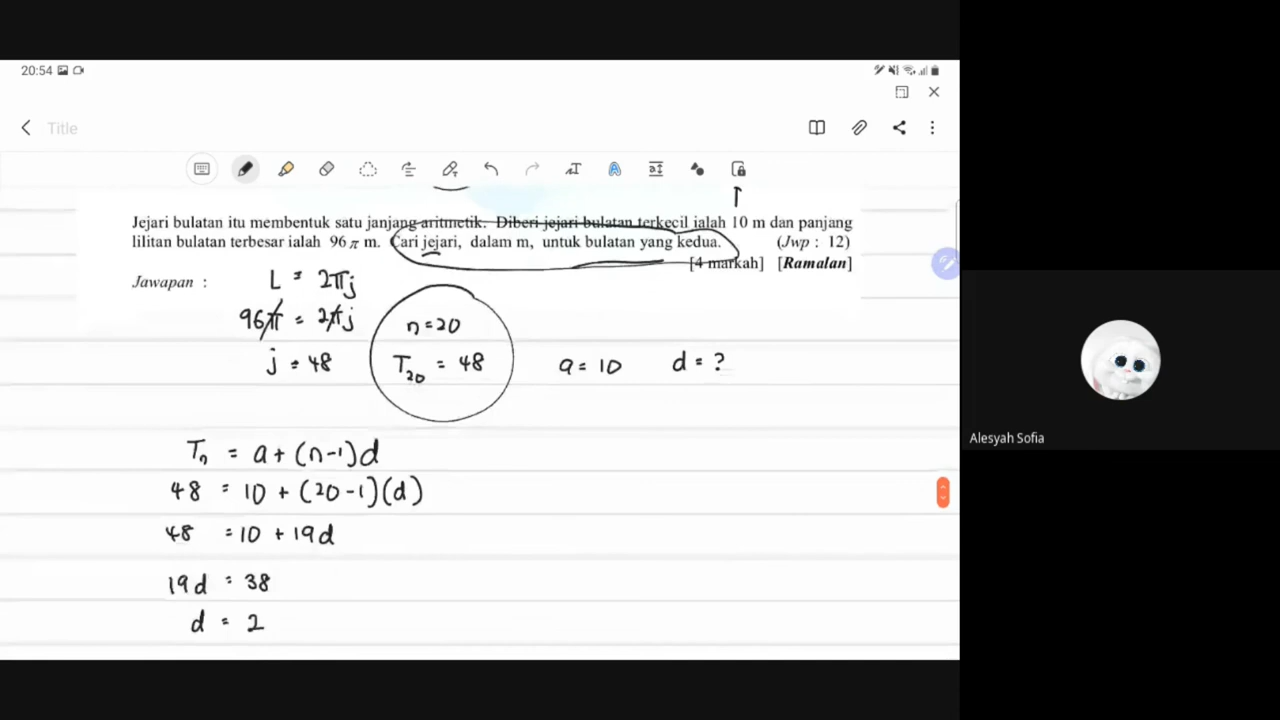 20:54
Title
Jejari bulatan itu membentuk satu janjang aritmetik. Diberi jejari bulatan terkecil ialah 10 m dan panjang
lilitan bulatan terbesar ialah 96 π m. Cari jejari, dalam m, untuk bulatan yang kedua. (Jwp : 12)
[4 markah] [Ramalan]
Jawapan : L = 2πj
96π = 2πj n=20
j = 48 T₂₀ = 48 a = 10 d = ?
Alesyah Sofia
Tₙ = a + (n-1)d
48 = 10 + (20-1)(d)
48 = 10 + 19d
19d = 38
d = 2